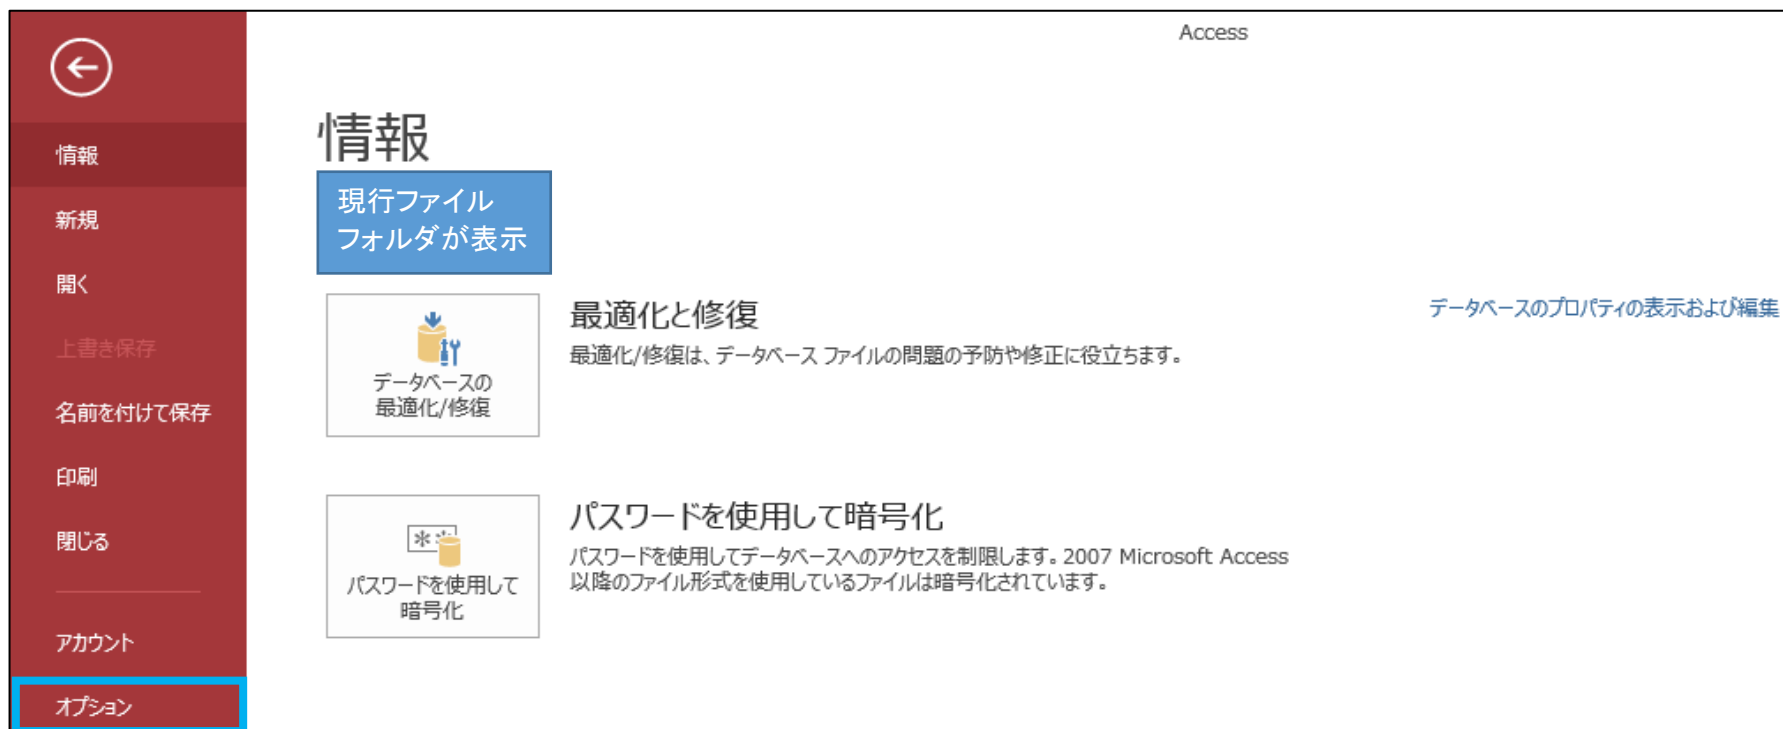 Access
情報
新規
開く
上書き保存
名前を付けて保存
印刷
閉じる
アカウント
オプション
情報
現行ファイル
フォルダが表示
データベースの
最適化/修復
最適化と修復
最適化/修復は、データベース ファイルの問題の予防や修正に役立ちます。
データベースのプロパティの表示および編集
パスワードを使用して
暗号化
パスワードを使用して暗号化
パスワードを使用してデータベースへのアクセスを制限します。2007 Microsoft Access
以降のファイル形式を使用しているファイルは暗号化されています。